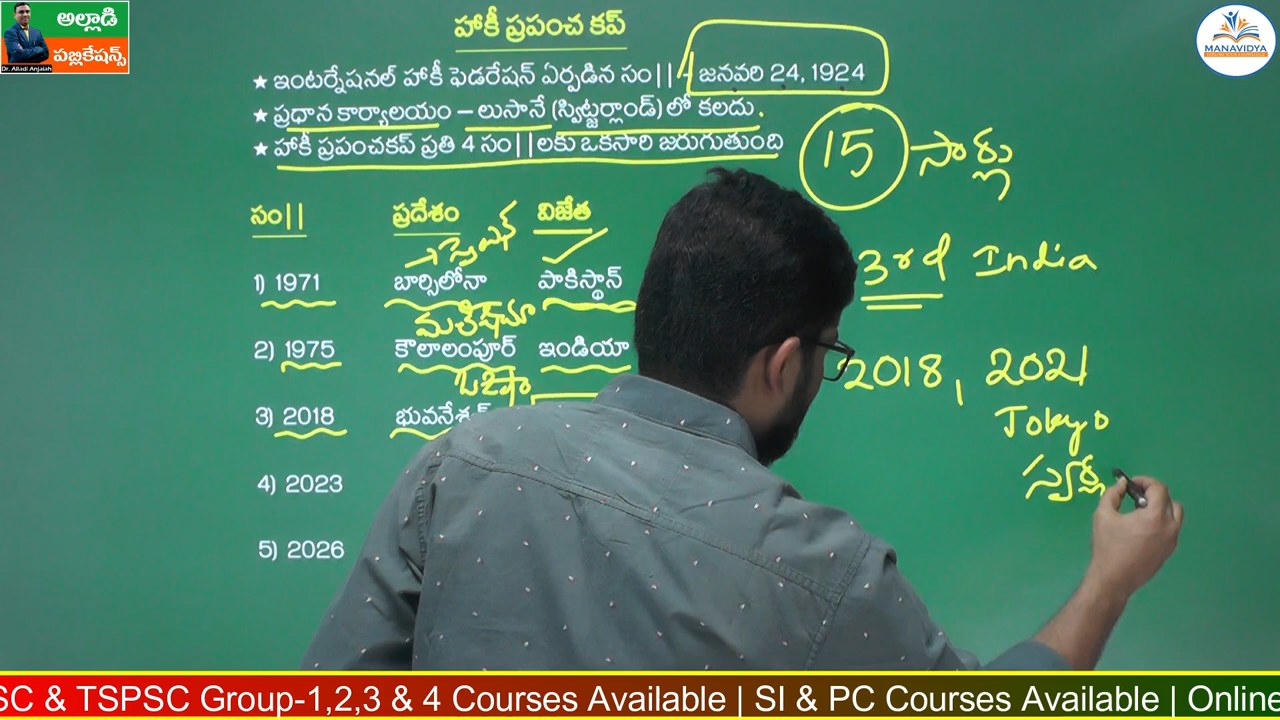 అల్లాడి
పబ్లికేషన్స్
Dr. Alladi Anjaiah
MANAVIDYA
హాకీ ప్రపంచ కప్
★ ఇంటర్నేషనల్ హాకీ ఫెడరేషన్ ఏర్పడిన సం|| - జనవరి 24, 1924
★ ప్రధాన కార్యాలయం – లుసానే (స్విట్జర్లాండ్) లో కలదు.
★ హాకీ ప్రపంచకప్ ప్రతి 4 సం||లకు ఒకసారి జరుగుతుంది
15 సార్లు
సం|| ప్రదేశం విజేత
→ స్పెయిన్
3rd India
1) 1971 బార్సిలోనా పాకిస్థాన్
మలేషియా
2) 1975 కౌలాలంపూర్ ఇండియా
2018, 2021
ఒడిషా
3) 2018
Tokyo
4) 2023
5) 2026
SC & TSPSC Group-1,2,3 & 4 Courses Available | SI & PC Courses Available | Online